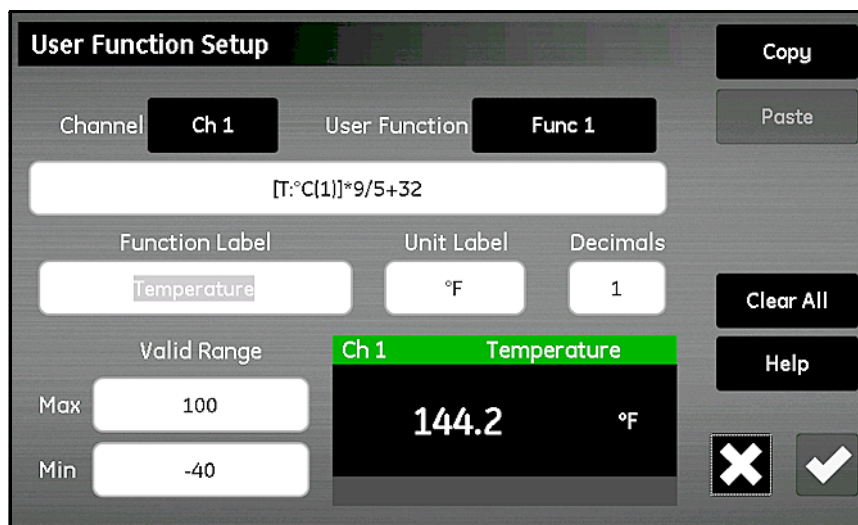 User Function Setup
Copy
Channel Ch 1 User Function Func 1
Paste
[T:°C(1)]*9/5+32
Function Label Unit Label Decimals
Temperature °F 1
Clear All
Valid Range
Ch 1 Temperature
Help
Max 100
144.2 °F
Min -40